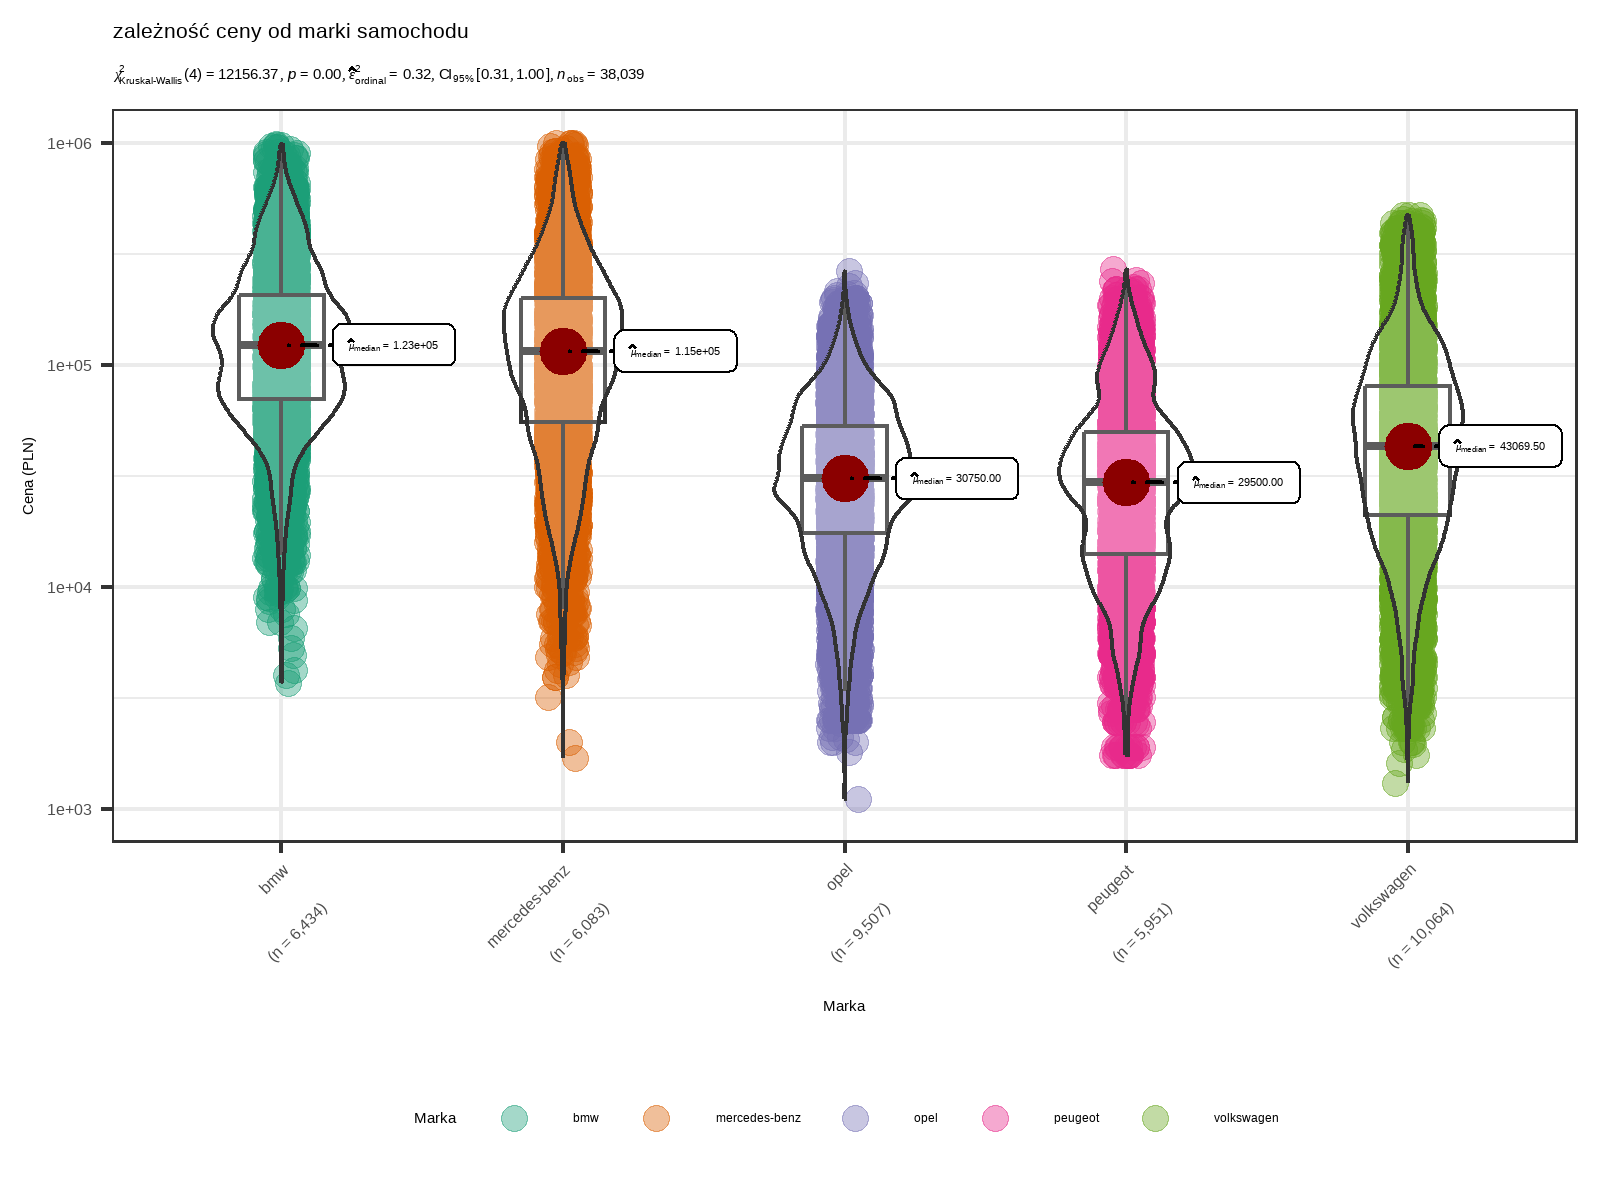 zależność ceny od marki samochodu
χ²Kruskal-Wallis (4) = 12156.37, p = 0.00, ε̂²ordinal = 0.32, CI95% [0.31, 1.00], nobs = 38,039
Cena (PLN)
1e+06
1e+05
1e+04
1e+03
μ̂median = 1.23e+05
μ̂median = 1.15e+05
μ̂median = 30750.00
μ̂median = 29500.00
μ̂median = 43069.50
bmw
(n = 6,434)
mercedes-benz
(n = 6,083)
opel
(n = 9,507)
peugeot
(n = 5,951)
volkswagen
(n = 10,064)
Marka
Marka bmw mercedes-benz opel peugeot volkswagen